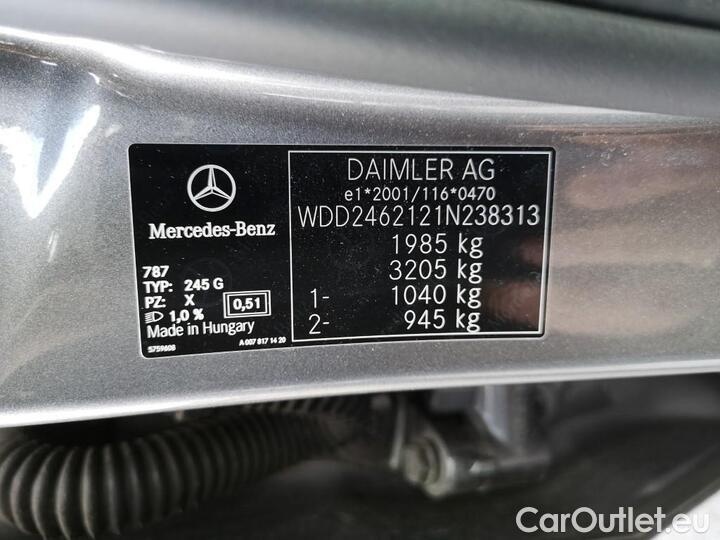 Mercedes-Benz
787
TYP: 245 G
PZ: X
1,0 %
0,51
Made in Hungary
5759608
A 007 817 14 20
DAIMLER AG
e1*2001/116*0470
WDD2462121N238313
1985 kg
3205 kg
1- 1040 kg
2- 945 kg
CarOutlet.eu